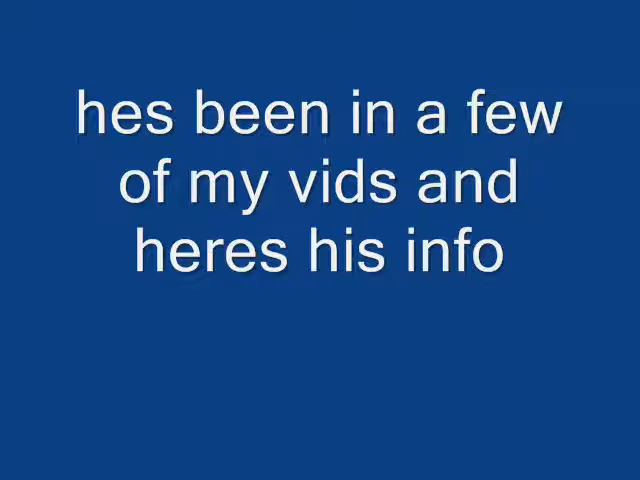 hes been in a few
of my vids and
heres his info